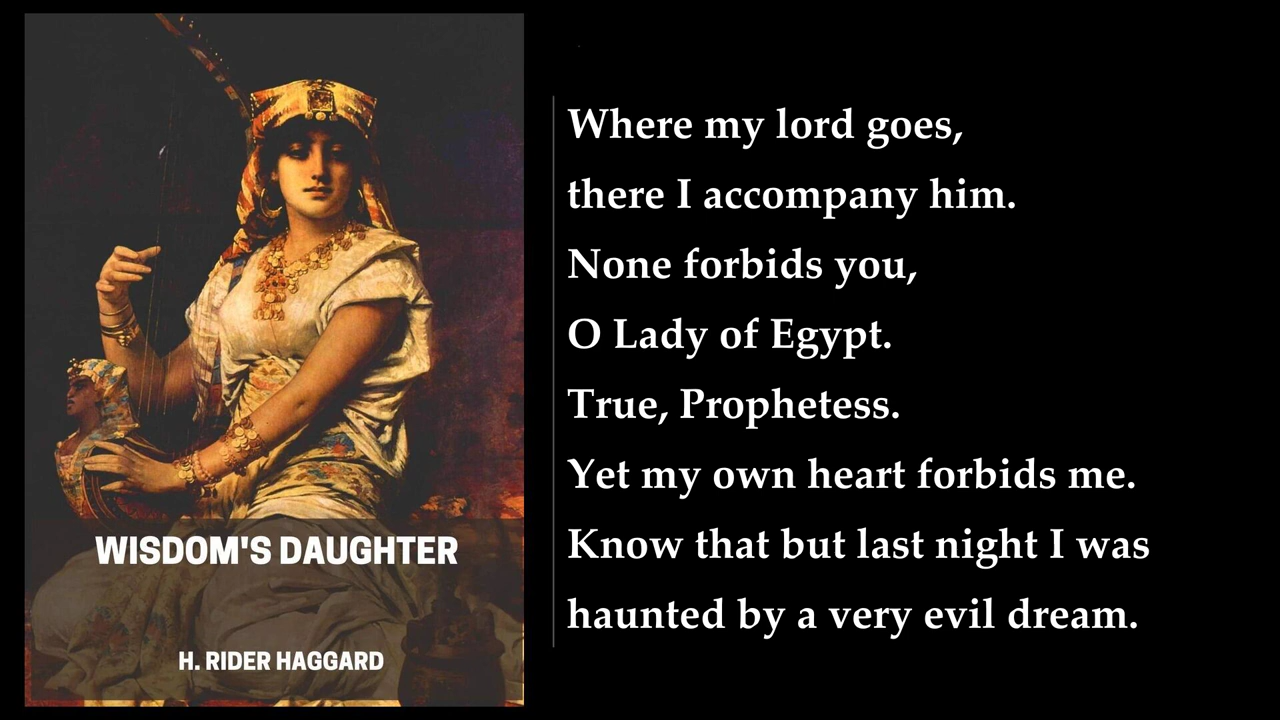 WISDOM'S DAUGHTER
H. RIDER HAGGARD
Where my lord goes,
there I accompany him.
None forbids you,
O Lady of Egypt.
True, Prophetess.
Yet my own heart forbids me.
Know that but last night I was
haunted by a very evil dream.